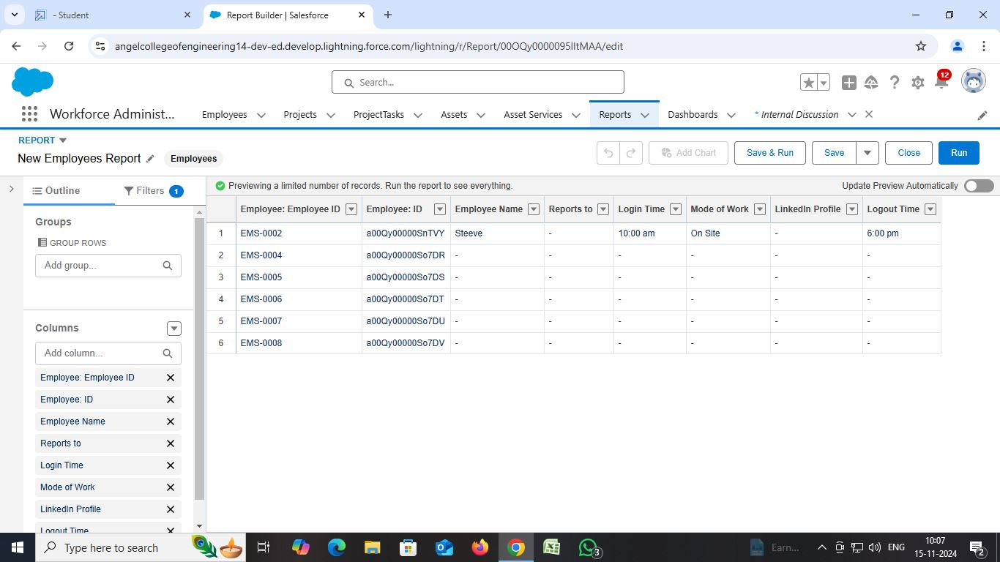 - Student
Report Builder | Salesforce
angelcollegeofengineering14-dev-ed.develop.lightning.force.com/lightning/r/Report/00OQy0000095lItMAA/edit
Search...
12
Workforce Administ...
Employees
Projects
ProjectTasks
Assets
Asset Services
Reports
Dashboards
* Internal Discussion
REPORT
New Employees Report
Employees
Add Chart
Save & Run
Save
Close
Run
Outline
Filters 1
Previewing a limited number of records. Run the report to see everything.
Update Preview Automatically
Groups
GROUP ROWS
Add group...
Columns
Add column...
Employee: Employee ID
Employee: ID
Employee Name
Reports to
Login Time
Mode of Work
LinkedIn Profile
Logout Time
Employee: Employee ID Employee: ID Employee Name Reports to Login Time Mode of Work LinkedIn Profile Logout Time
1 EMS-0002 a00Qy00000SnTVY Steeve - 10:00 am On Site - 6:00 pm
2 EMS-0004 a00Qy00000So7DR - - - - - -
3 EMS-0005 a00Qy00000So7DS - - - - - -
4 EMS-0006 a00Qy00000So7DT - - - - - -
5 EMS-0007 a00Qy00000So7DU - - - - - -
6 EMS-0008 a00Qy00000So7DV - - - - - -
Type here to search
3
Earn...
ENG
10:07
15-11-2024
2